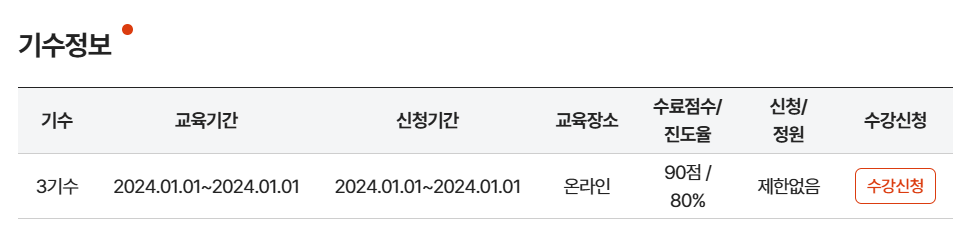 기수정보
기수 교육기간 신청기간 교육장소 수료점수/ 신청/ 수강신청
진도율 정원
3기수 2024.01.01~2024.01.01 2024.01.01~2024.01.01 온라인 90점 / 제한없음 수강신청
80%